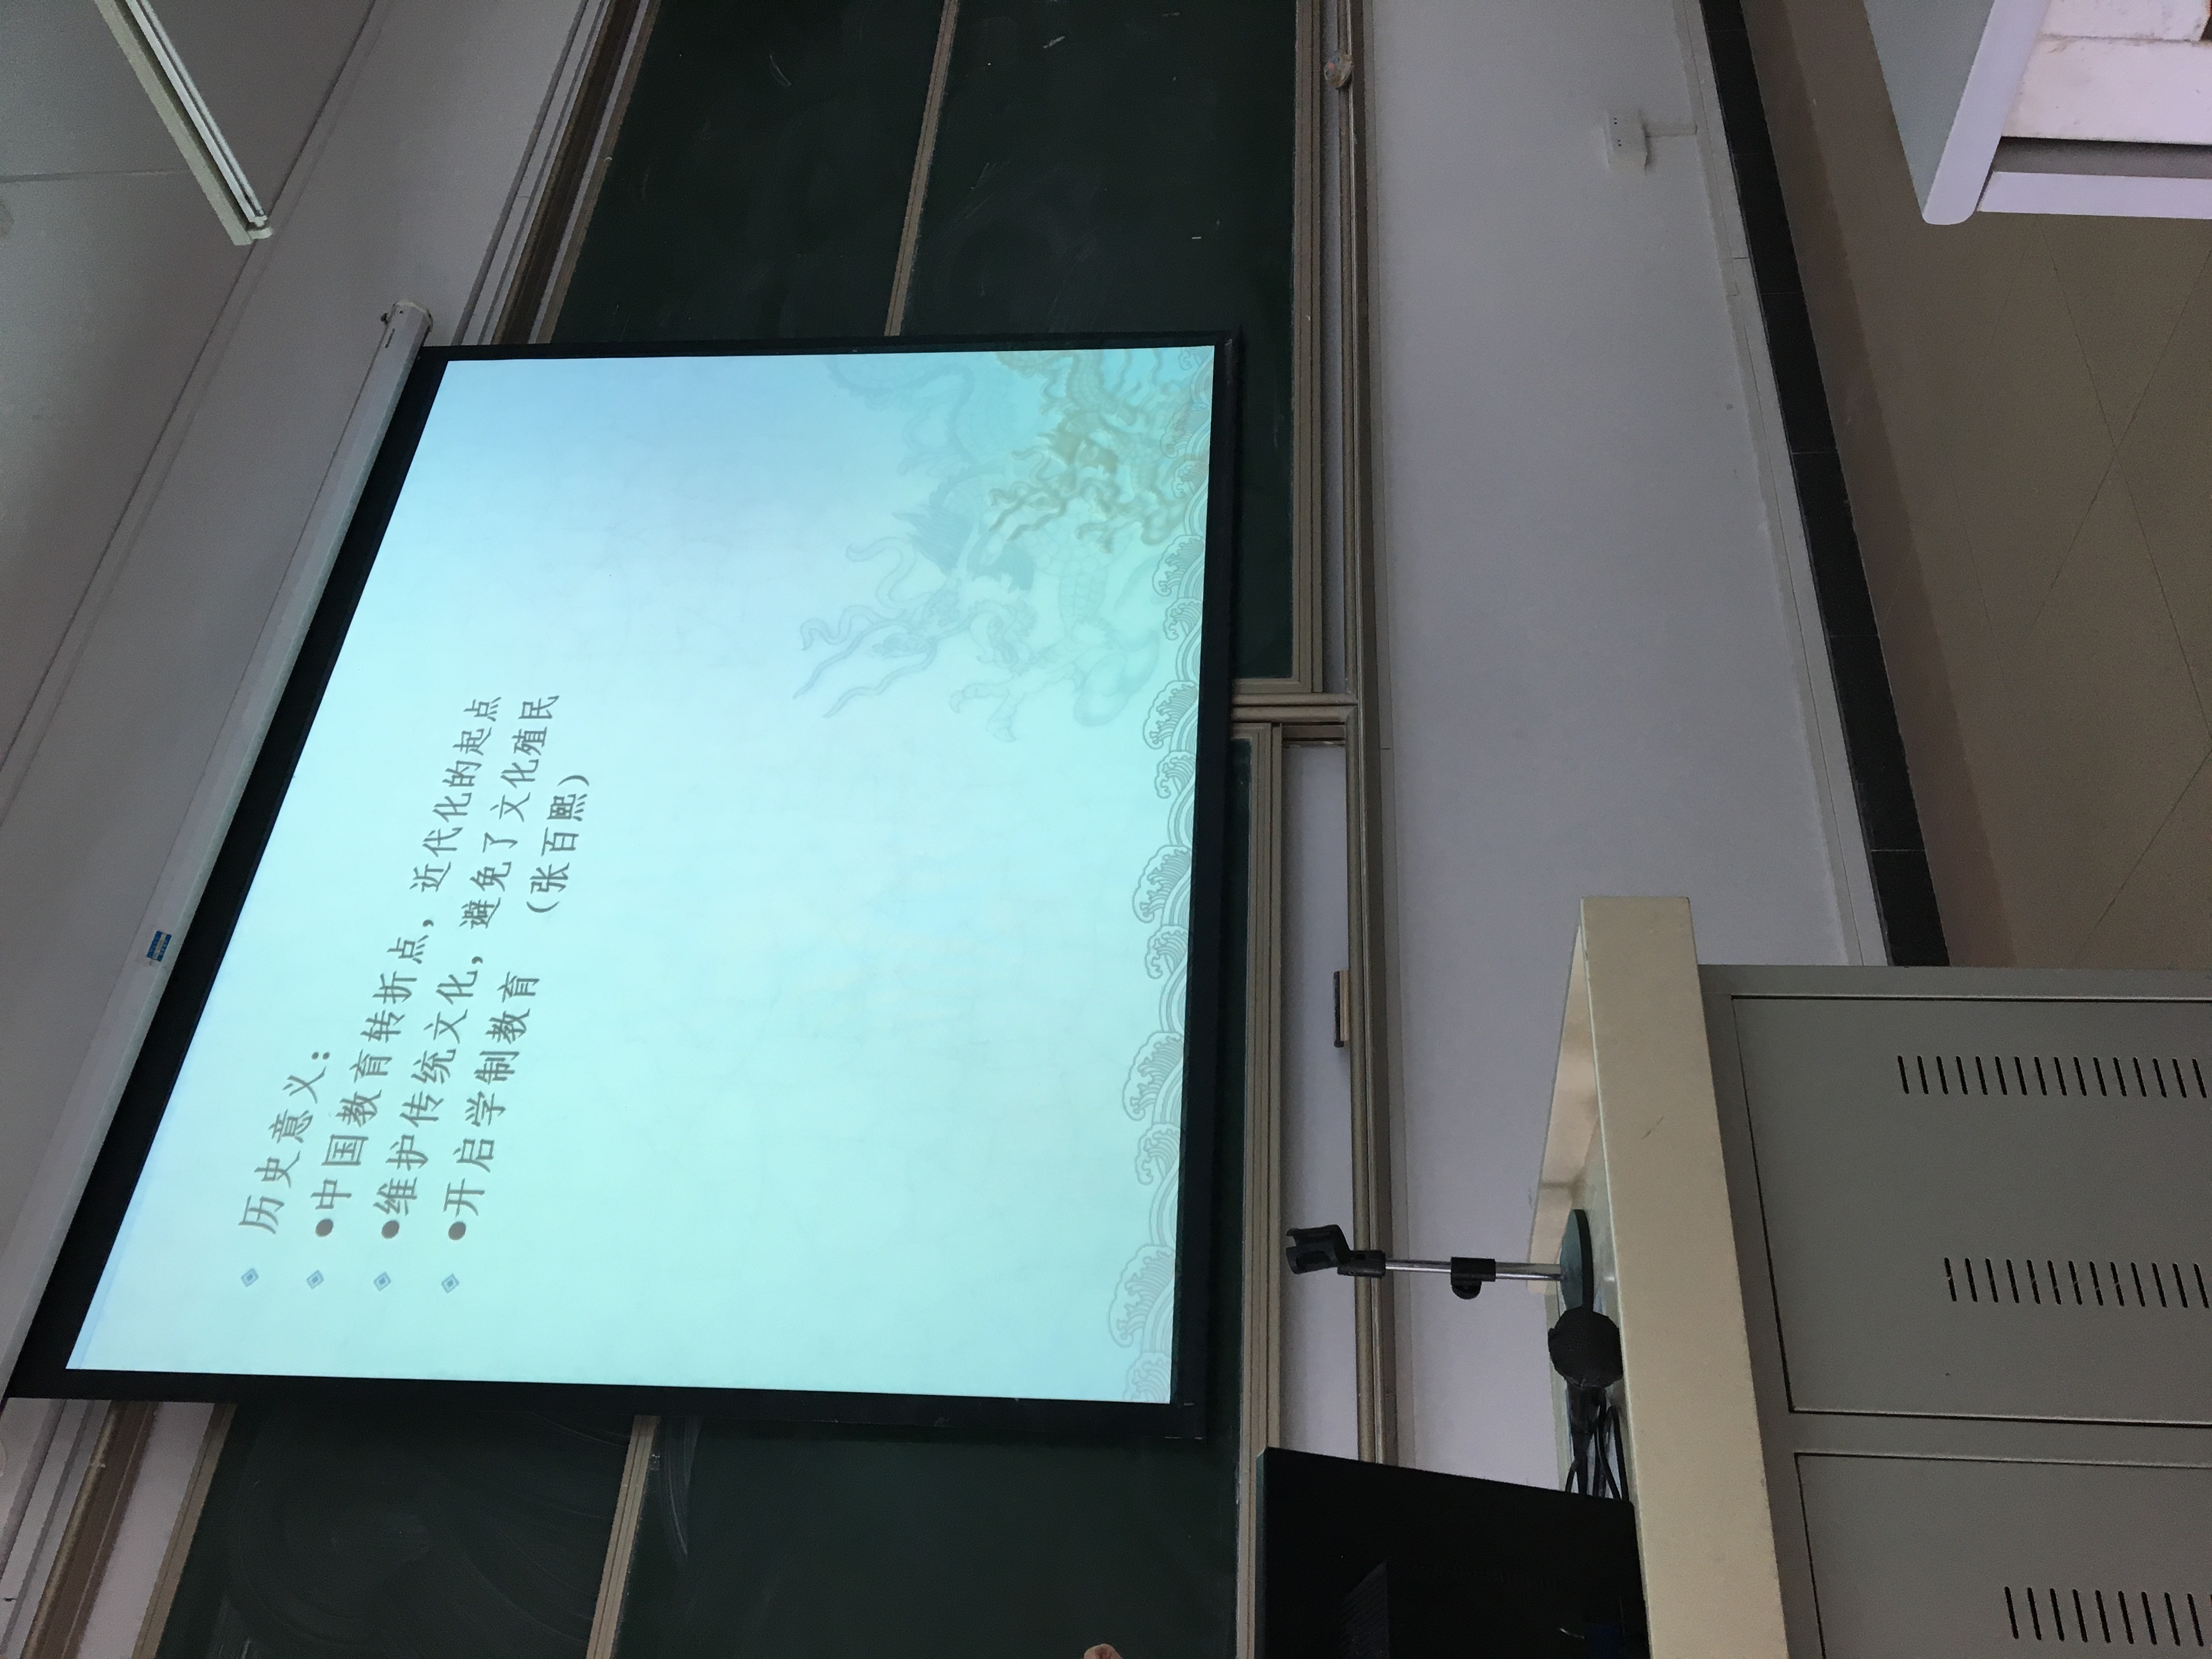 历史意义：
●中国教育转折点，近代化的起点
●维护传统文化，避免了文化殖民
●开启学制教育 （张百熙）